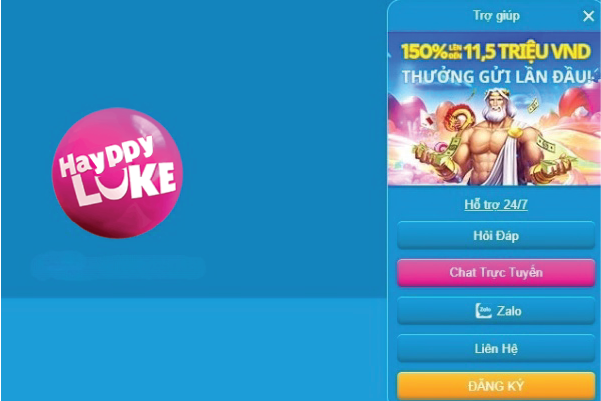 Trợ giúp
150% LÊN ĐẾN 11,5 TRIỆU VND
THƯỞNG GỬI LẦN ĐẦU!
Hayppy
LUKE
Hỗ trợ 24/7
Hỏi Đáp
Chat Trực Tuyến
Zalo Zalo
Liên Hệ
ĐĂNG KÝ